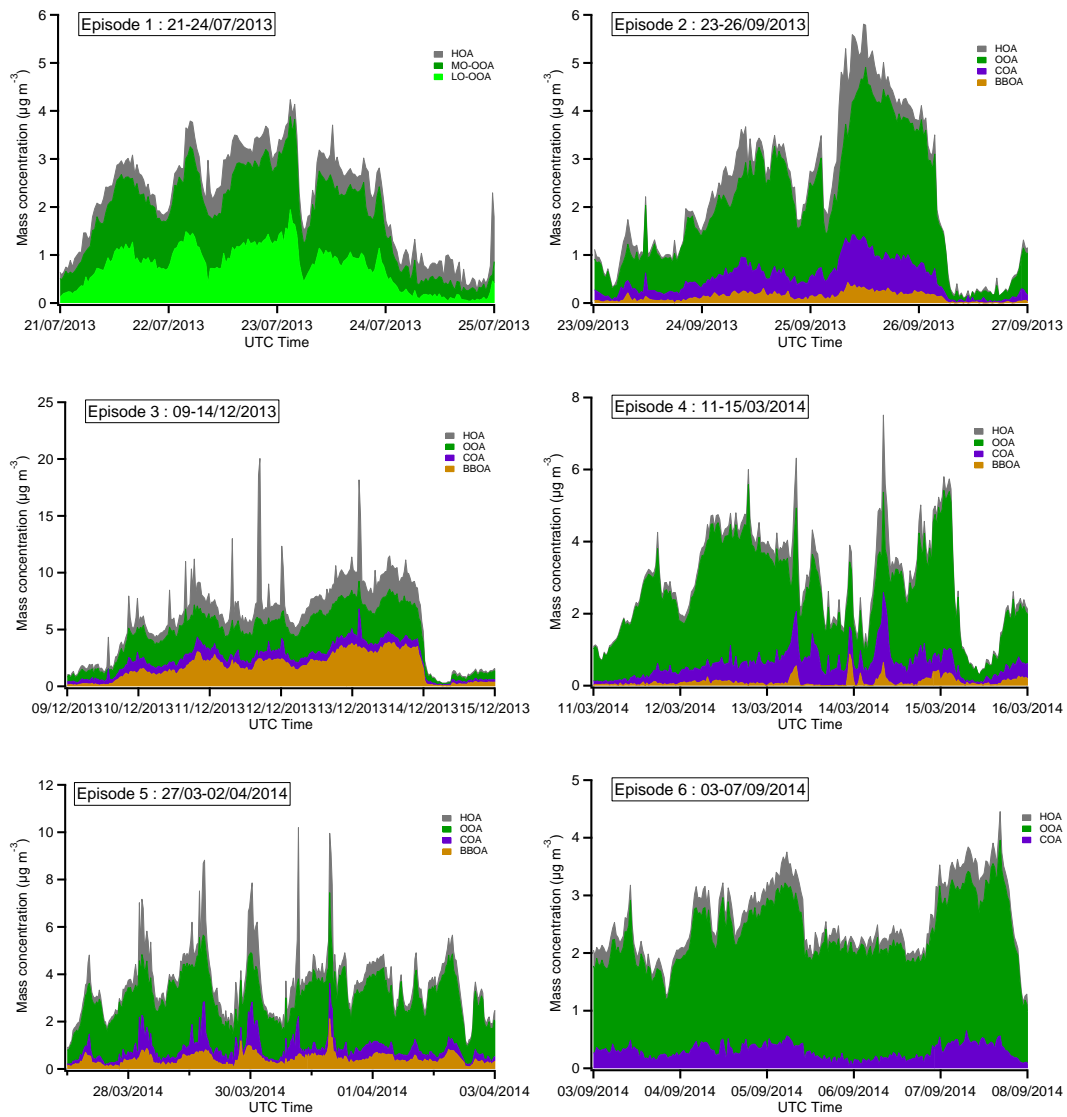 Episode 1 : 21-24/07/2013
HOA
MO-OOA
LO-OOA
Mass concentration (µg m-3)
6
5
4
3
2
1
0
21/07/2013 22/07/2013 23/07/2013 24/07/2013 25/07/2013
UTC Time
Episode 2 : 23-26/09/2013
HOA
OOA
COA
BBOA
Mass concentration (µg m-3)
6
5
4
3
2
1
0
23/09/2013 24/09/2013 25/09/2013 26/09/2013 27/09/2013
UTC Time
Episode 3 : 09-14/12/2013
HOA
OOA
COA
BBOA
Mass concentration (µg m-3)
25
20
15
10
5
0
09/12/2013 10/12/2013 11/12/2013 12/12/2013 13/12/2013 14/12/2013 15/12/2013
UTC Time
Episode 4 : 11-15/03/2014
HOA
OOA
COA
BBOA
Mass concentration (µg m-3)
8
6
4
2
0
11/03/2014 12/03/2014 13/03/2014 14/03/2014 15/03/2014 16/03/2014
UTC Time
Episode 5 : 27/03-02/04/2014
HOA
OOA
COA
BBOA
Mass concentration (µg m-3)
12
10
8
6
4
2
0
28/03/2014 30/03/2014 01/04/2014 03/04/2014
UTC Time
Episode 6 : 03-07/09/2014
HOA
OOA
COA
Mass concentration (µg m-3)
5
4
3
2
1
0
03/09/2014 04/09/2014 05/09/2014 06/09/2014 07/09/2014 08/09/2014
UTC Time